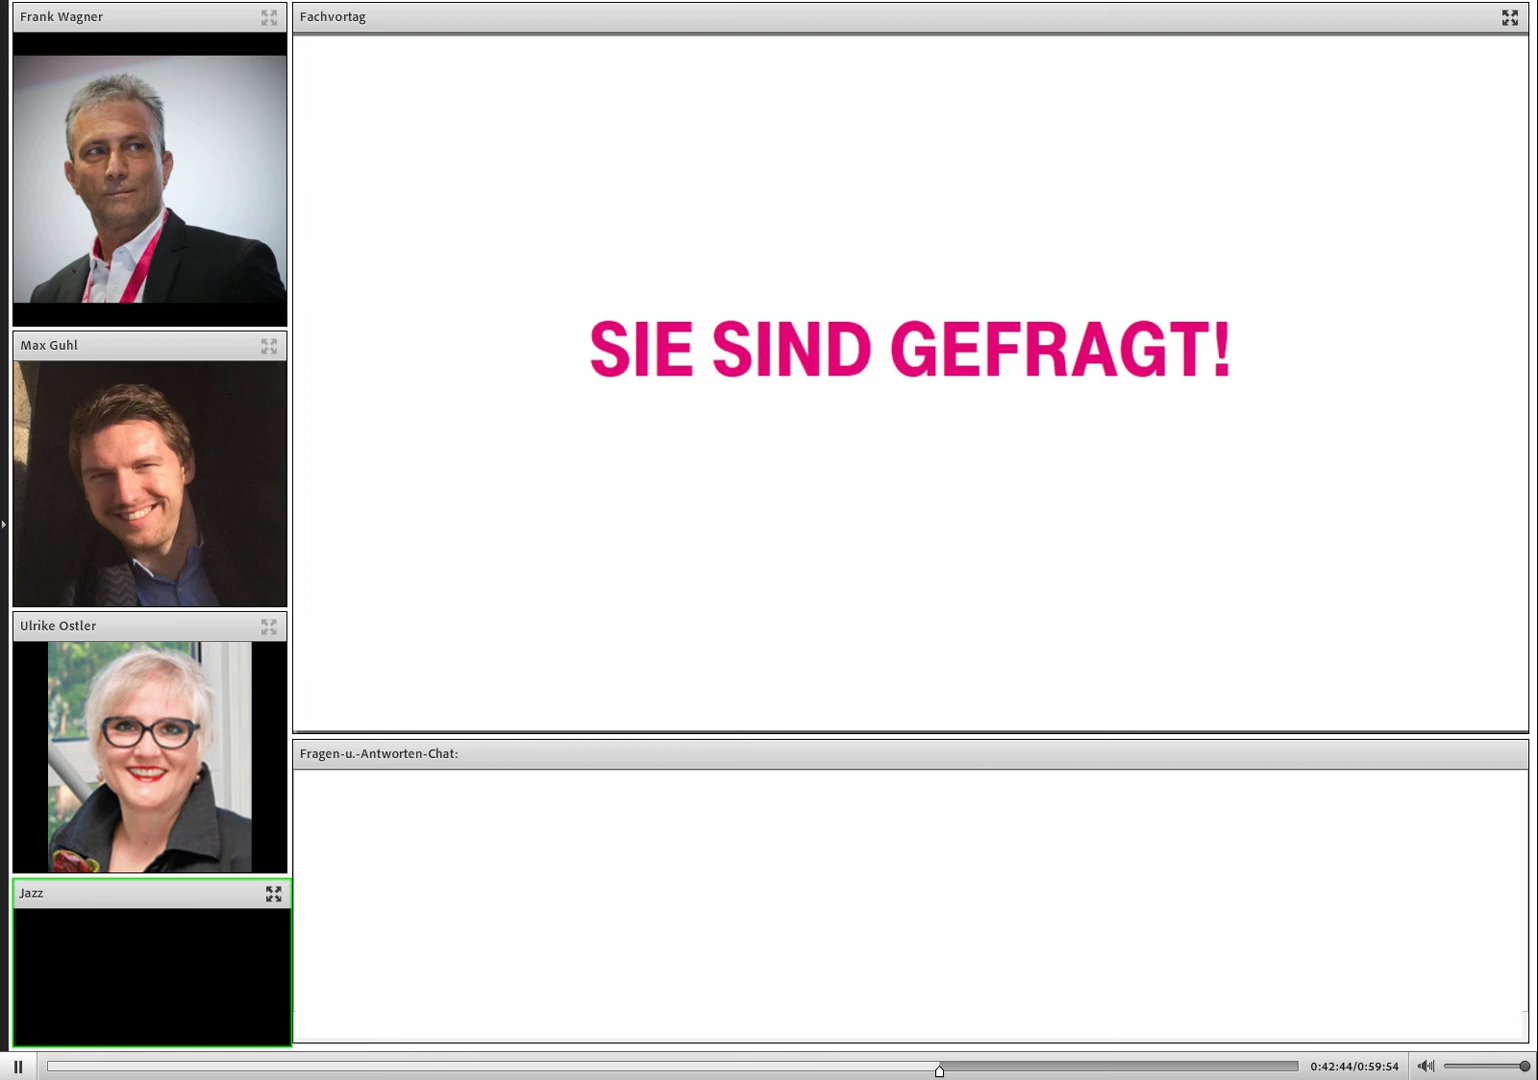 Frank Wagner
Fachvortag
SIE SIND GEFRAGT!
Max Guhl
Ulrike Ostler
Fragen-u.-Antworten-Chat:
Jazz
0:42:44/0:59:54